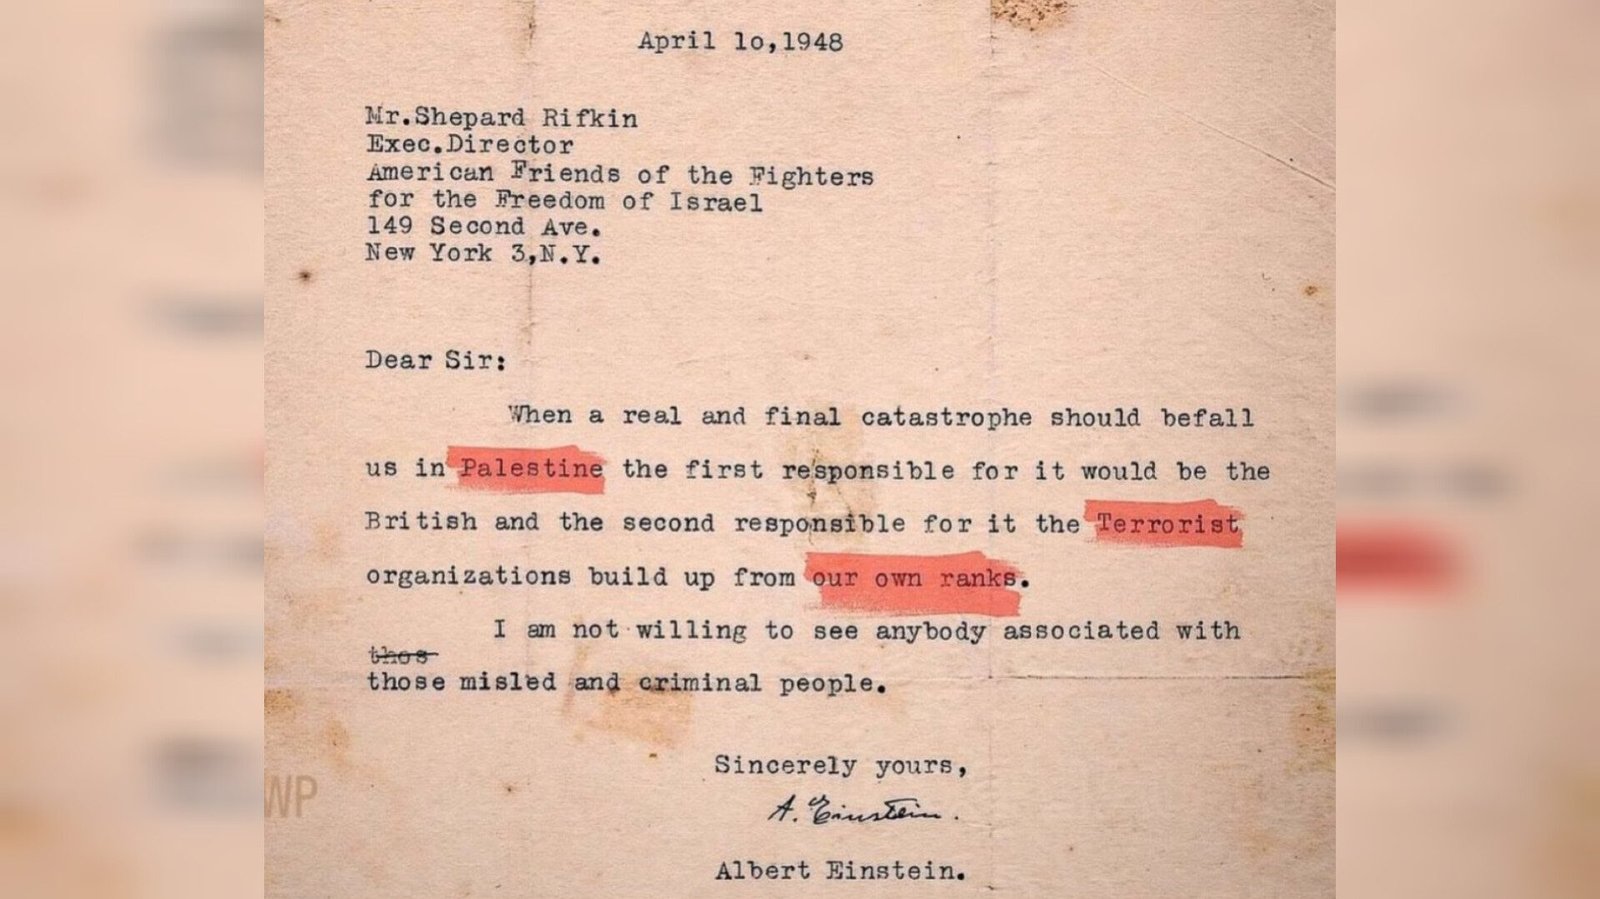 April 1o,1948
Mr.Shepard Rifkin
Exec.Director
American Friends of the Fighters
for the Freedom of Israel
149 Second Ave.
New York 3,N.Y.
Dear Sir:
When a real and final catastrophe should befall
us in Palestine the first responsible for it would be the
British and the second responsible for it the Terrorist
organizations build up from our own ranks.
I am not willing to see anybody associated with
thos
those misled and criminal people.
Sincerely yours,
WP
A. Einstein.
Albert Einstein.